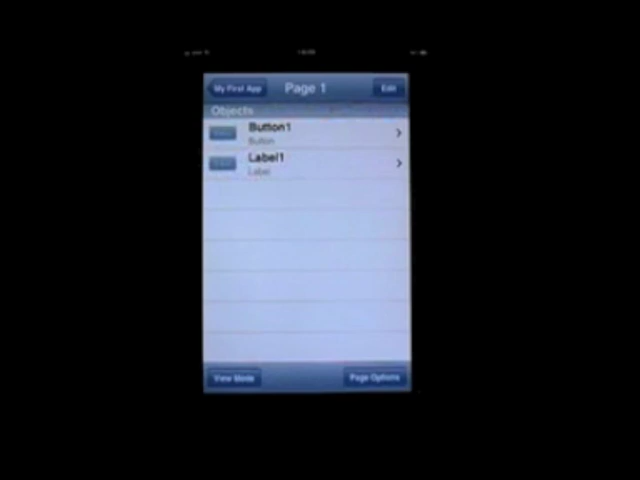 My First App Page 1 Edit
Objects
Button1
Button
Label1
Label
View Mode Page Options